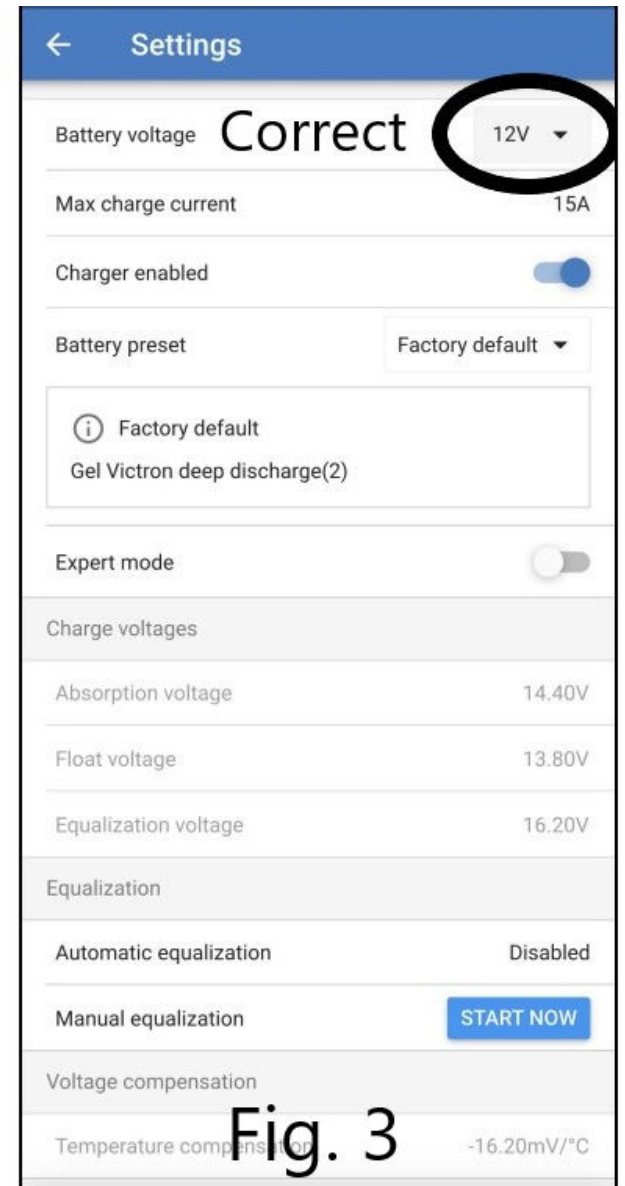 Settings
Battery voltage Correct 12V
Max charge current 15A
Charger enabled
Battery preset Factory default
Factory default
Gel Victron deep discharge(2)
Expert mode
Charge voltages
Absorption voltage 14.40V
Float voltage 13.80V
Equalization voltage 16.20V
Equalization
Automatic equalization Disabled
Manual equalization START NOW
Voltage compensation
Temperature compensation -16.20mV/°C
Fig. 3